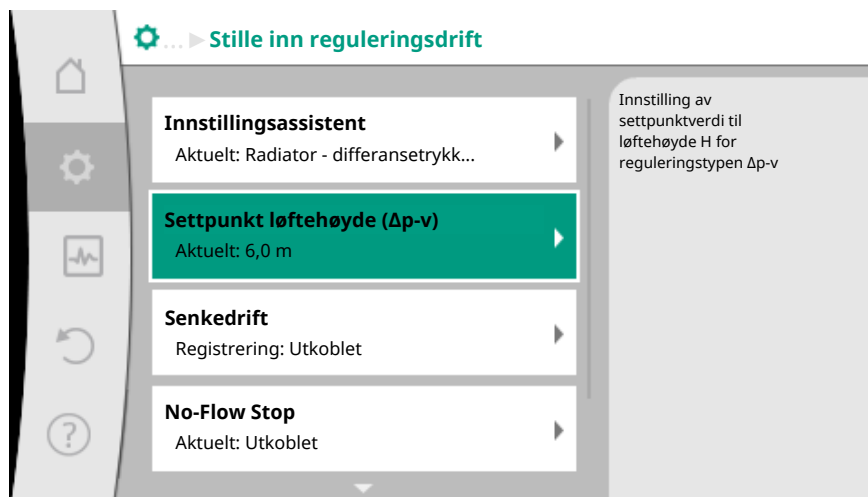 ... Stille inn reguleringsdrift
Innstillingsassistent
Aktuelt: Radiator - differansetrykk...
Settpunkt løftehøyde (Δp-v)
Aktuelt: 6,0 m
Senkedrift
Registrering: Utkoblet
No-Flow Stop
Aktuelt: Utkoblet
Innstilling av
settpunktverdi til
løftehøyde H for
reguleringstypen Δp-v
?